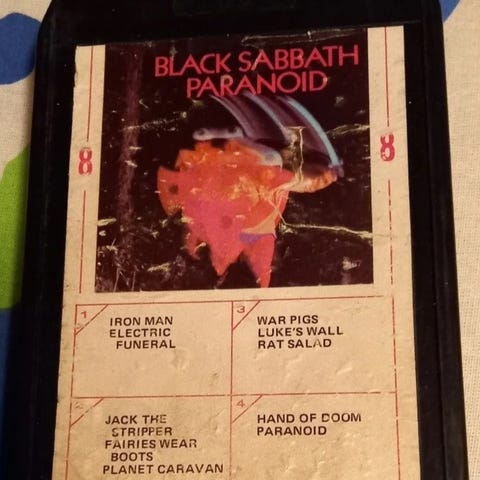 BLACK SABBATH
PARANOID
8
8
1
IRON MAN
ELECTRIC
FUNERAL
3
WAR PIGS
LUKE'S WALL
RAT SALAD
2
JACK THE
STRIPPER
FAIRIES WEAR
BOOTS
PLANET CARAVAN
4
HAND OF DOOM
PARANOID